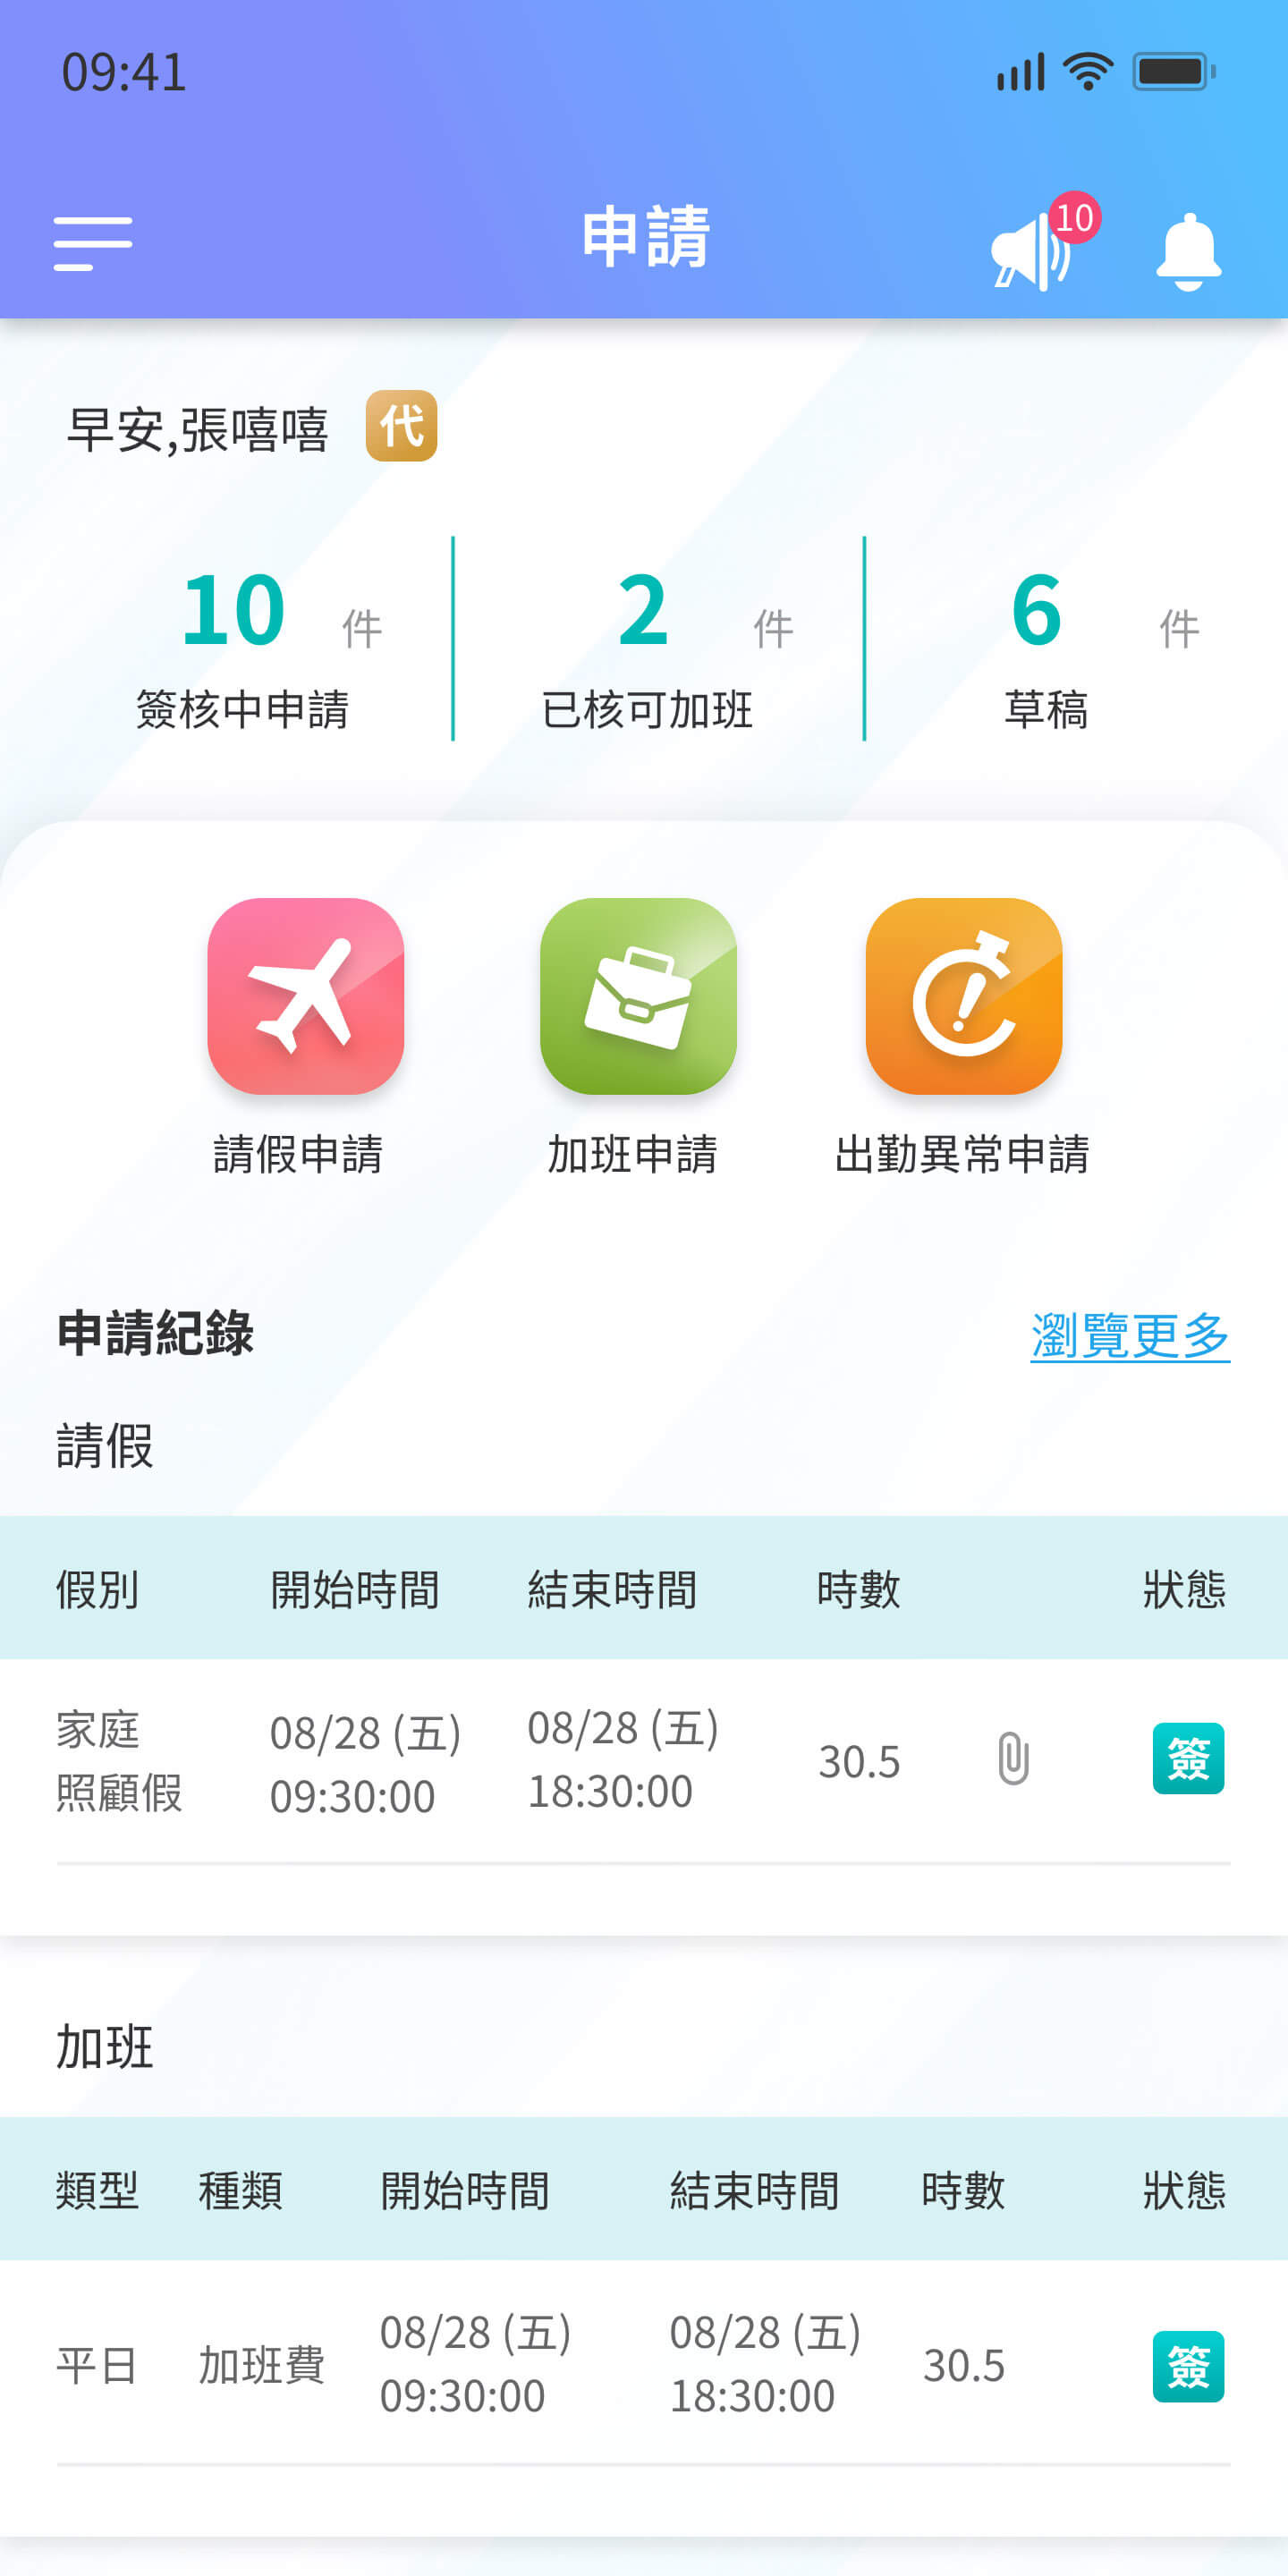 09:41
申請
10
早安,張嘻嘻 代
10 件
簽核中申請
2 件
已核可加班
6 件
草稿
請假申請
加班申請
出勤異常申請
申請紀錄
瀏覽更多
請假
假別 開始時間 結束時間 時數 狀態
家庭
照顧假
08/28 (五)
09:30:00
08/28 (五)
18:30:00
30.5
簽
加班
類型 種類 開始時間 結束時間 時數 狀態
平日
加班費
08/28 (五)
09:30:00
08/28 (五)
18:30:00
30.5
簽